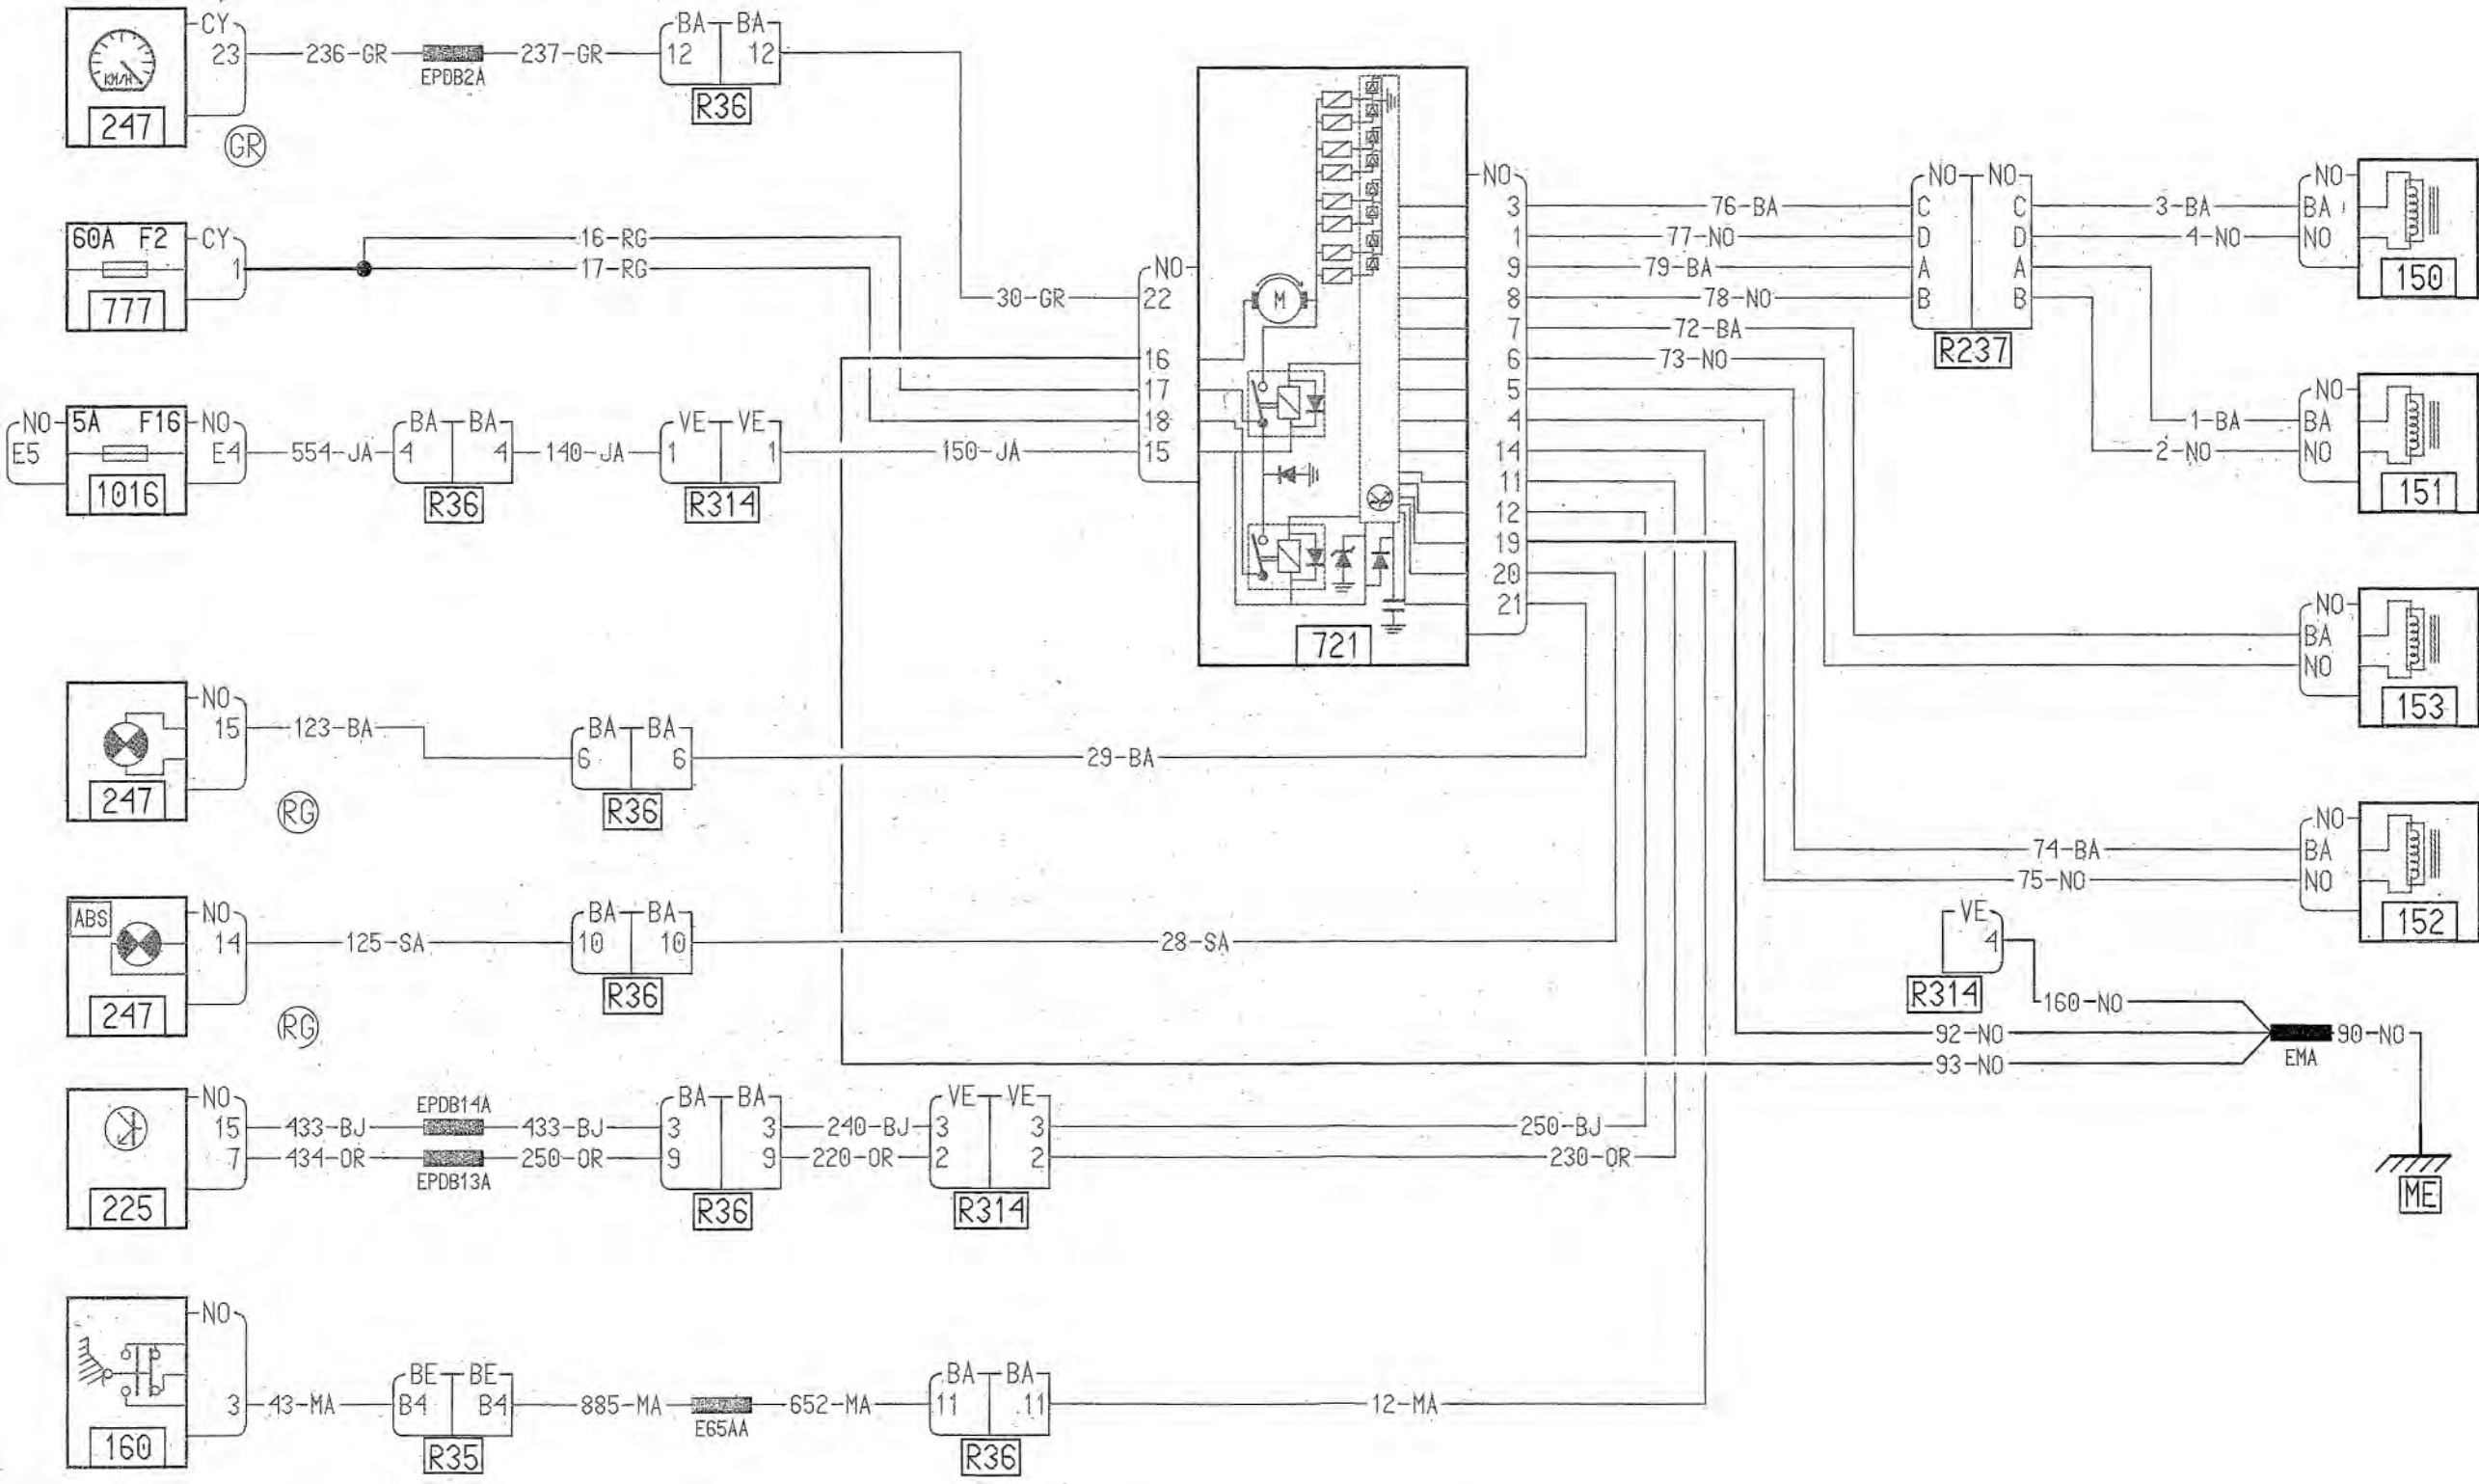 CY
23
KM/H
247
GR
236-GR
EPDB2A
237-GR
BA BA
12 12
R36
30-GR
60A F2
777
CY
1
16-RG
17-RG
NO
E5
5A F16
1016
NO
E4
554-JA
BA BA
4 4
R36
140-JA
VE VE
1 1
R314
150-JA
NO
22
16
17
18
15
M
721
NO
3
1
9
8
7
6
5
4
14
11
12
19
20
21
76-BA
77-NO
79-BA
78-NO
72-BA
73-NO
NO NO
C C
D D
A A
B B
R237
3-BA
4-NO
NO
BA
NO
150
1-BA
2-NO
NO
BA
NO
151
NO
BA
NO
153
74-BA
75-NO
NO
BA
NO
152
VE
4
R314
160-NO
92-NO
93-NO
EMA
90-NO
ME
NO
15
247
RG
123-BA
BA BA
6 6
R36
29-BA
ABS
NO
14
247
RG
125-SA
BA BA
10 10
R36
28-SA
NO
15
7
225
433-BJ
EPDB14A
433-BJ
434-OR
EPDB13A
250-OR
BA BA
3 3
9 9
R36
240-BJ
220-OR
VE VE
3 3
2 2
R314
250-BJ
230-OR
NO
3
160
43-MA
BE BE
B4 B4
R35
885-MA
E65AA
652-MA
BA BA
11 11
R36
12-MA